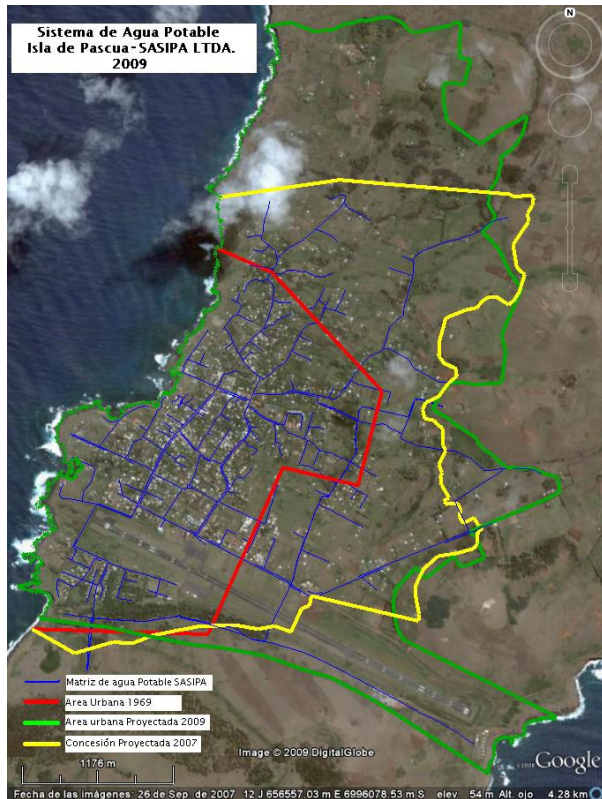 Sistema de Agua Potable
Isla de Pascua-SASIPA LTDA.
2009
N
Matriz de agua Potable SASIPA
Area Urbana 1969
Area urbana Proyectada 2009
Concesión Proyectada 2007
1176 m
Image © 2009 DigitalGlobe
©2009 Google
Fecha de las imágenes: 26 de Sep. de 2007 12 J 656557.03 m E 6996078.53 m S elev. 54 m Alt. ojo 4.28 km